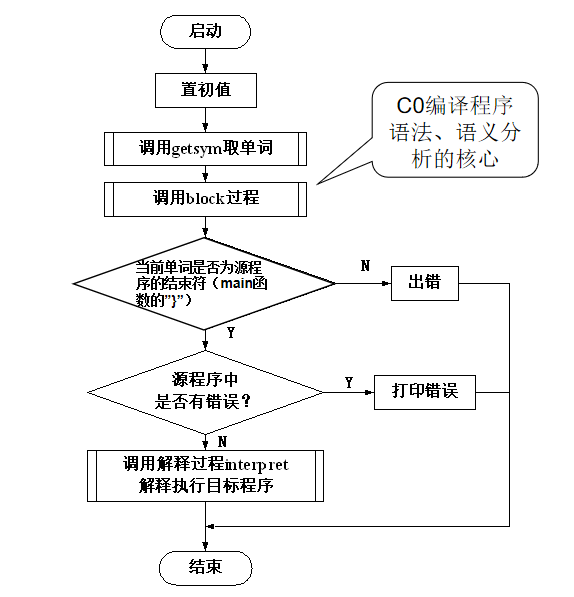 启动
置初值
C0编译程序
语法、语义分
析的核心
调用getsym取单词
调用block过程
当前单词是否为源程
序的结束符（main函
数的”}”）
N
出错
Y
源程序中
是否有错误？
Y
打印错误
N
调用解释过程interpret
解释执行目标程序
结束